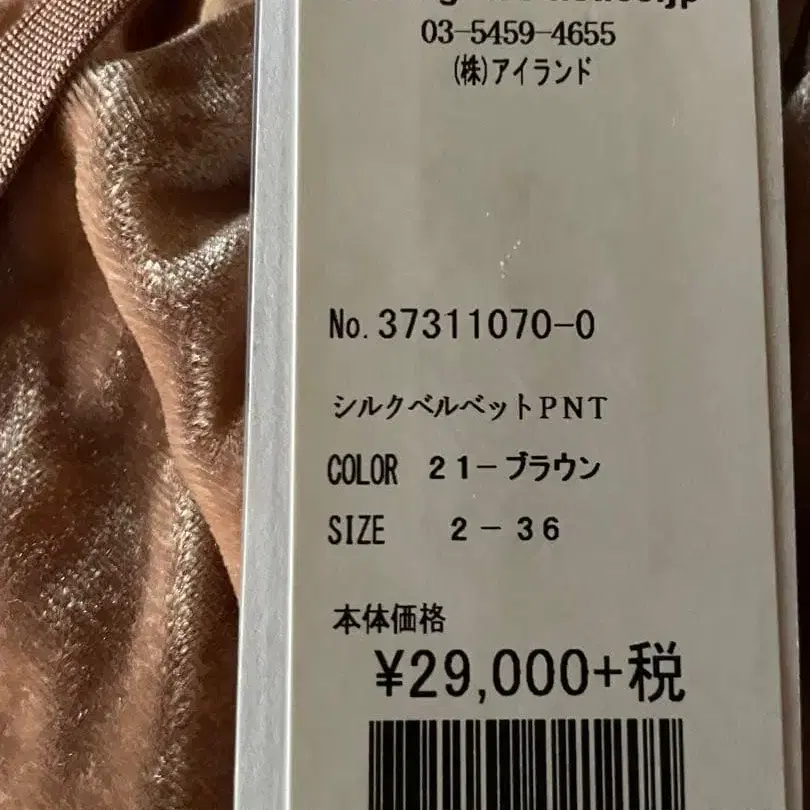 03-5459-4655
(株)アイランド
No.37311070-0
シルクベルベットPNT
COLOR 21-ブラウン
SIZE 2-36
本体価格
¥29,000+税